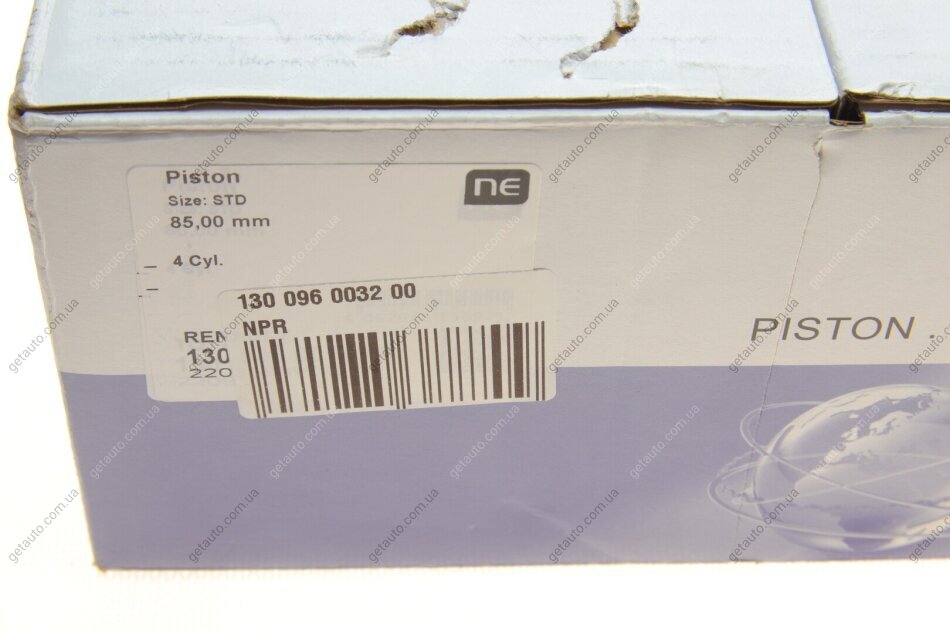 Piston
NE
Size: STD
85,00 mm
4 Cyl.
130 096 0032 00
NPR
REN
130
220
PISTON
getauto.com.ua